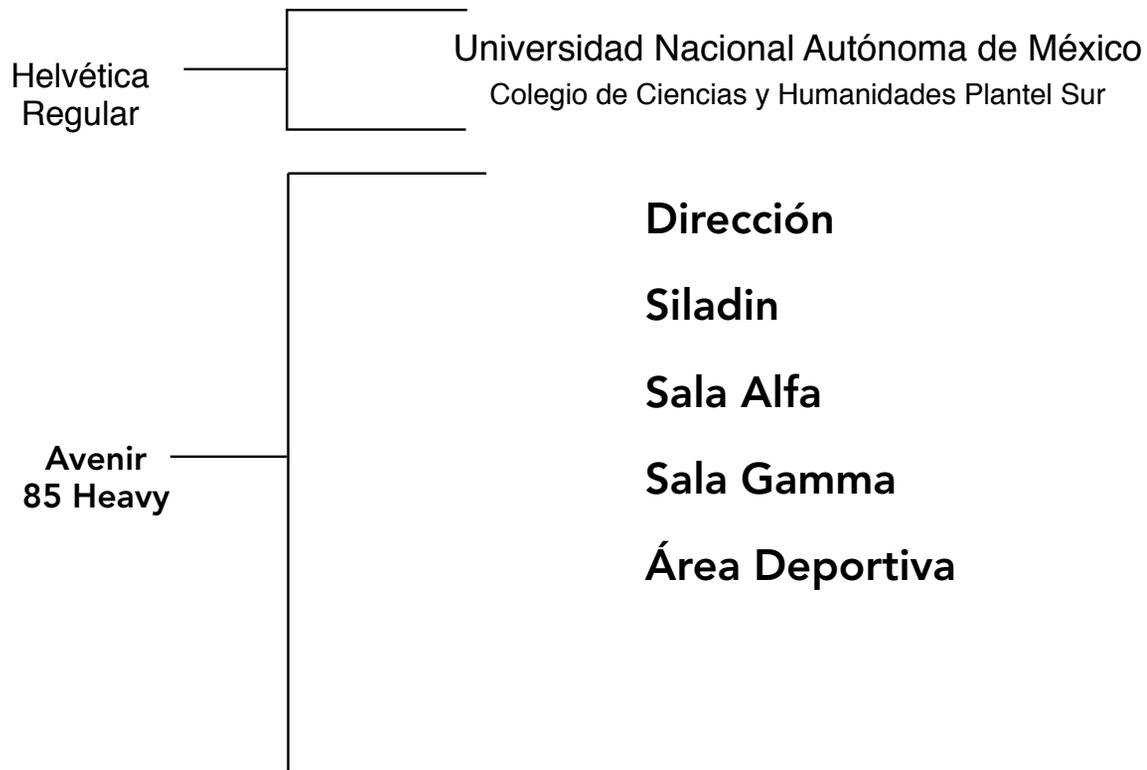 Helvética
Regular
Universidad Nacional Autónoma de México
Colegio de Ciencias y Humanidades Plantel Sur
Avenir
85 Heavy
Dirección
Siladin
Sala Alfa
Sala Gamma
Área Deportiva